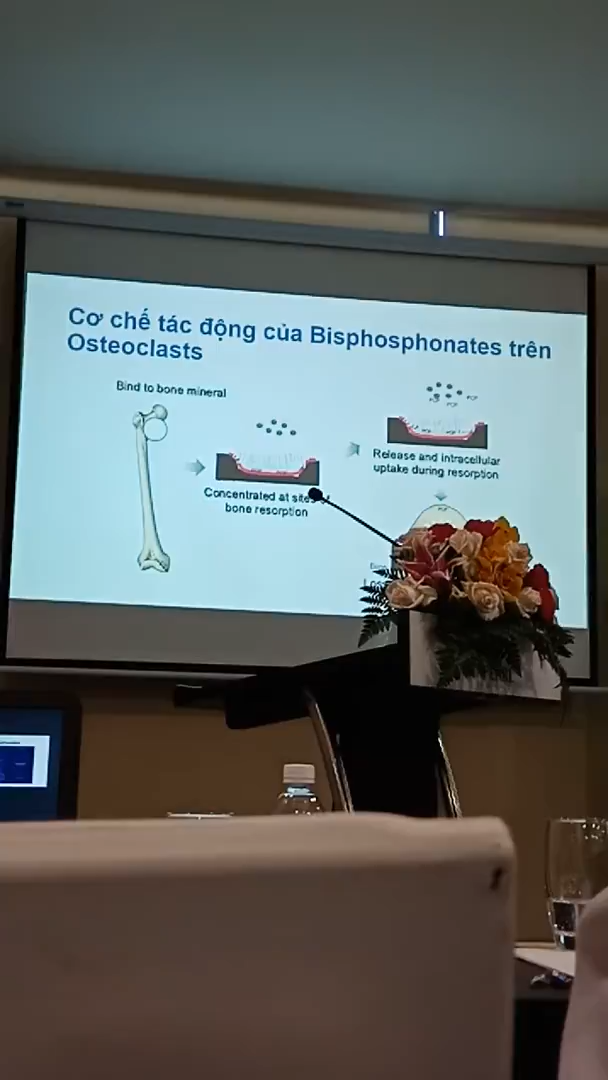 Cơ chế tác động của Bisphosphonates trên
Osteoclasts
Bind to bone mineral
Concentrated at
bone resorption
Release and intracellular
uptake during resorption